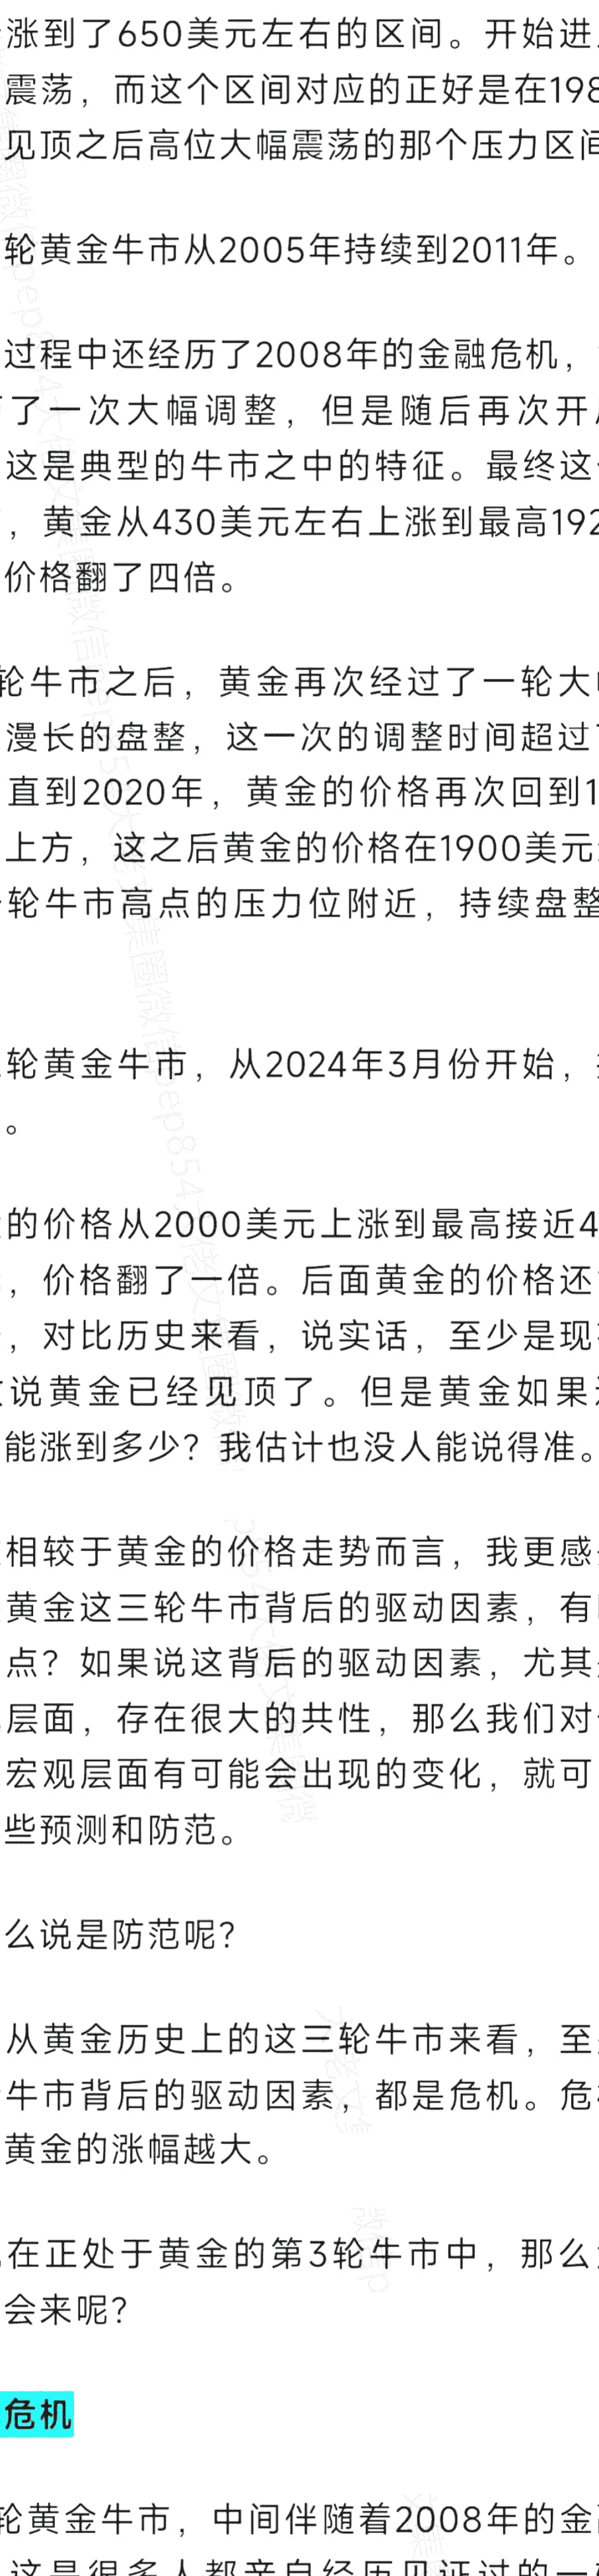 涨到了650美元左右的区间。开始进
震荡，而这个区间对应的正好是在198
见顶之后高位大幅震荡的那个压力区间
轮黄金牛市从2005年持续到2011年。
过程中还经历了2008年的金融危机，
了一次大幅调整，但是随后再次开
这是典型的牛市之中的特征。最终这
，黄金从430美元左右上涨到最高192
价格翻了四倍。
轮牛市之后，黄金再次经过了一轮大
漫长的盘整，这一次的调整时间超过
直到2020年，黄金的价格再次回到1
上方，这之后黄金的价格在1900美元
轮牛市高点的压力位附近，持续盘整
轮黄金牛市，从2024年3月份开始，
。
的价格从2000美元上涨到最高接近4
，价格翻了一倍。后面黄金的价格还
，对比历史来看，说实话，至少是现
说黄金已经见顶了。但是黄金如果
能涨到多少？我估计也没人能说得准。
相较于黄金的价格走势而言，我更感
黄金这三轮牛市背后的驱动因素，有
点？如果说这背后的驱动因素，尤其
层面，存在很大的共性，那么我们对
宏观层面有可能会出现的变化，就可
些预测和防范。
么说是防范呢？
从黄金历史上的这三轮牛市来看，至
牛市背后的驱动因素，都是危机。危
黄金的涨幅越大。
在正处于黄金的第3轮牛市中，那么
会来呢？
危机
轮黄金牛市，中间伴随着2008年的金
这是很多人都亲自经历见证过的一